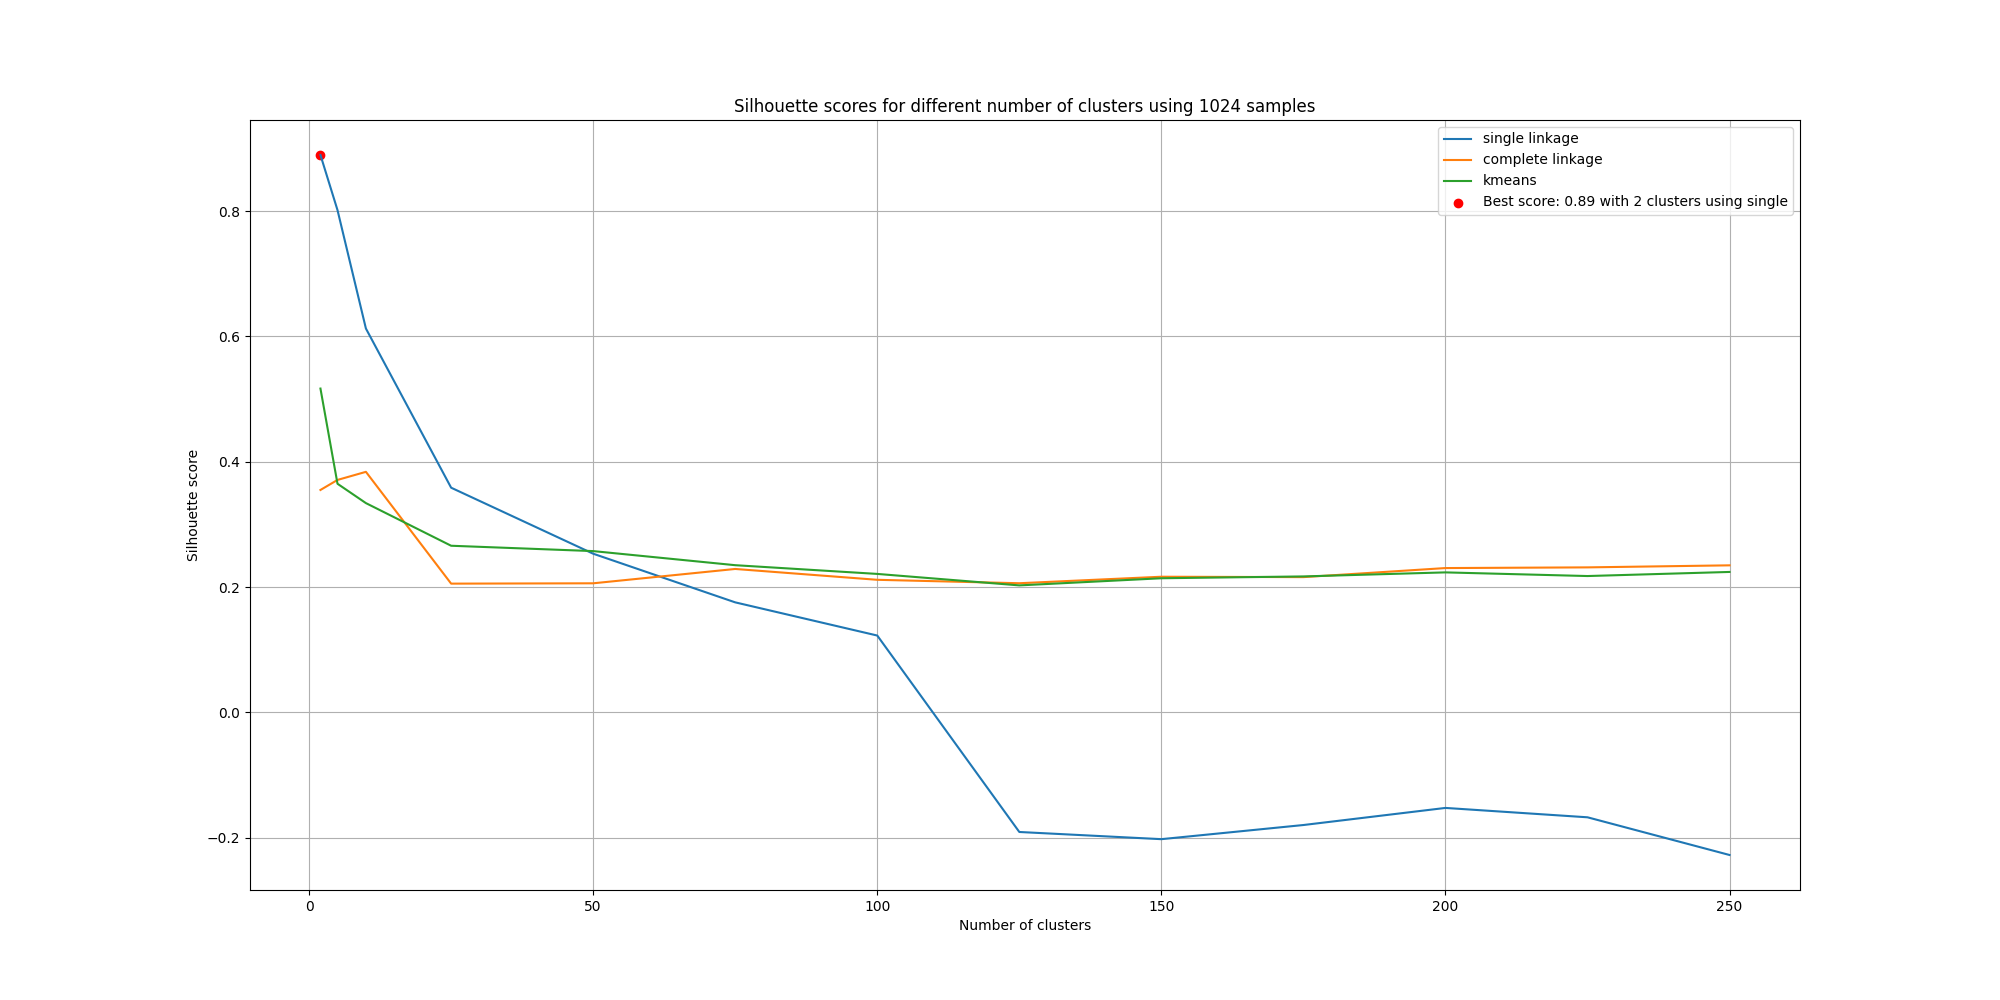 Silhouette scores for different number of clusters using 1024 samples
single linkage
complete linkage
kmeans
Best score: 0.89 with 2 clusters using single
Silhouette score
0.8
0.6
0.4
0.2
0.0
−0.2
0 50 100 150 200 250
Number of clusters